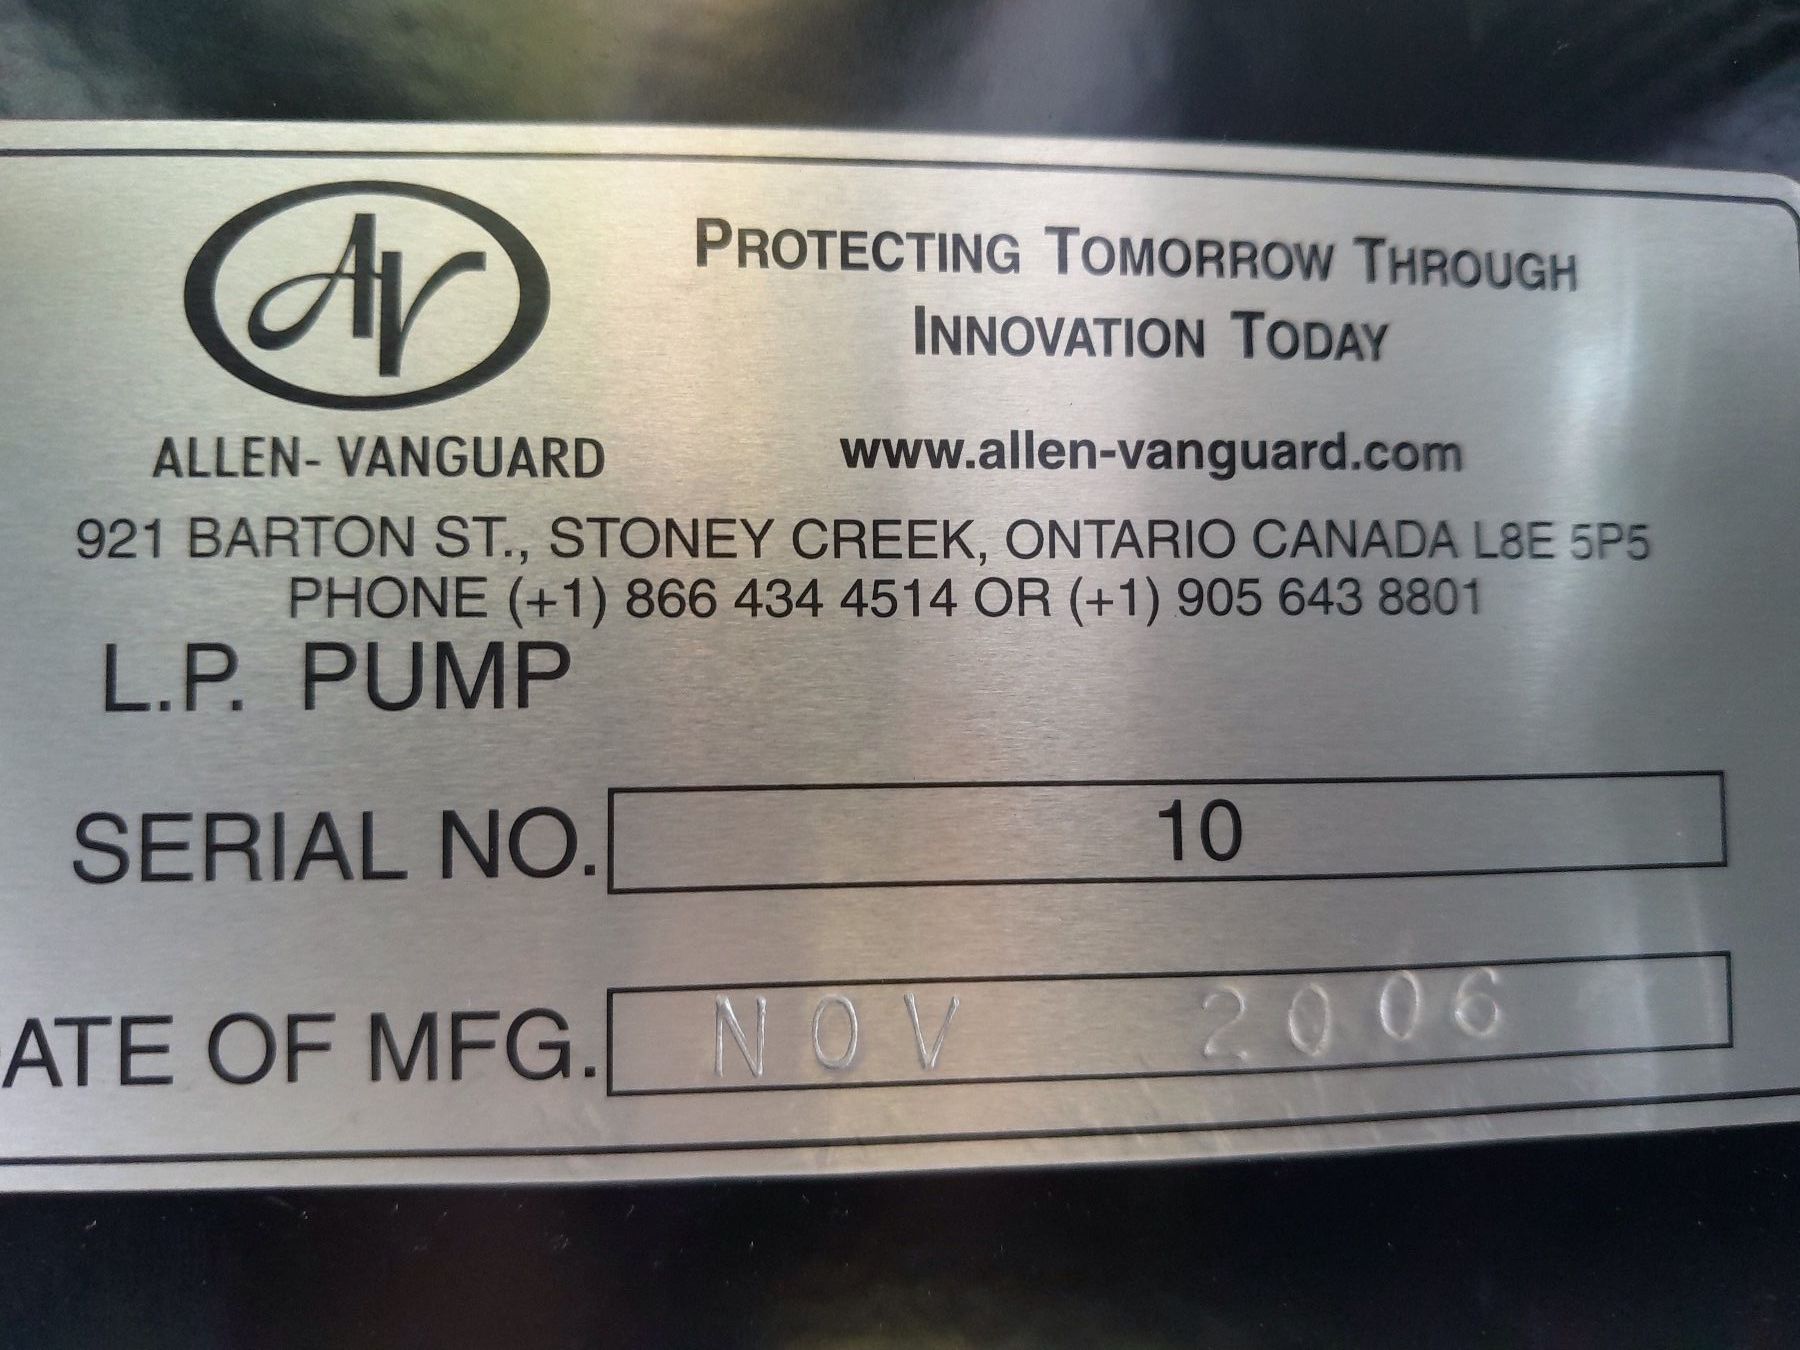 AV
PROTECTING TOMORROW THROUGH
INNOVATION TODAY
ALLEN- VANGUARD
www.allen-vanguard.com
921 BARTON ST., STONEY CREEK, ONTARIO CANADA L8E 5P5
PHONE (+1) 866 434 4514 OR (+1) 905 643 8801
L.P. PUMP
SERIAL NO. 10
ATE OF MFG. NOV 2006